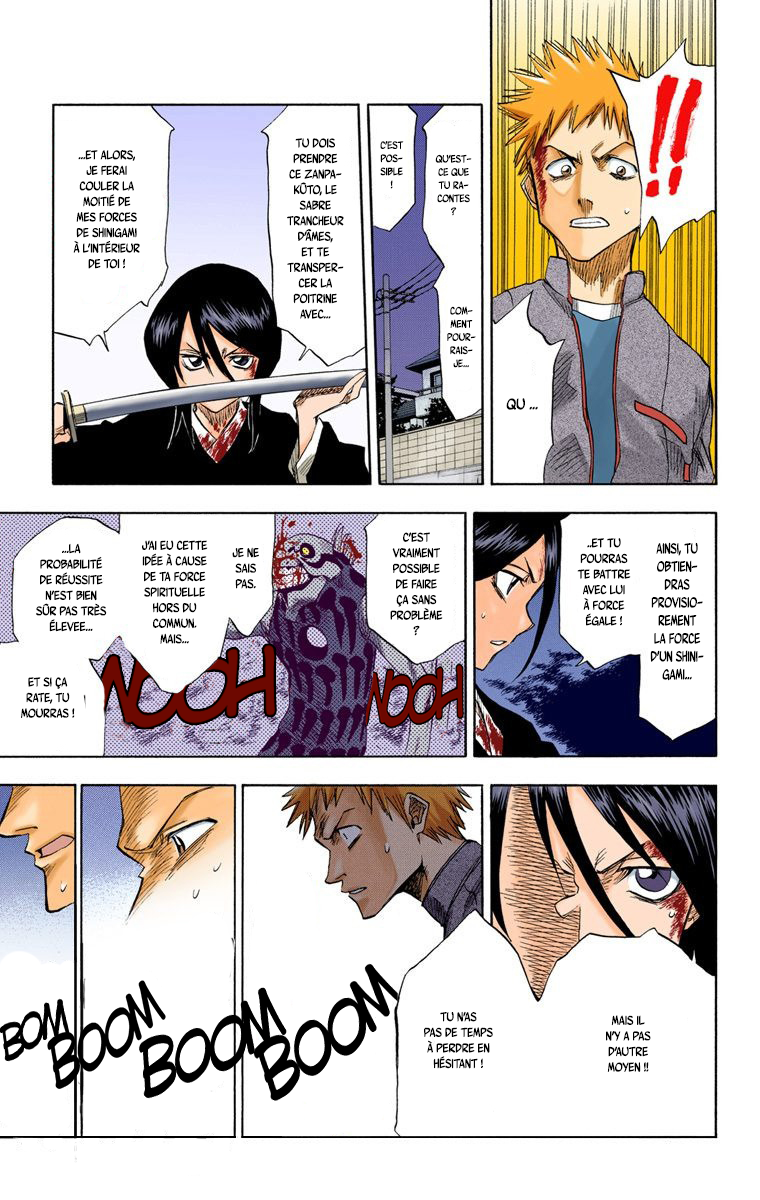 !!
QU ...
QU'EST-
CE QUE
TU RA-
CONTES
?
C'EST
POS-
SIBLE
!
COM-
MENT
POUR-
RAIS-
JE...
TU DOIS
PRENDRE
CE ZANPA-
KŪTO, LE
SABRE
TRANCHEUR
D'ÂMES,
ET TE
TRANSPER-
CER LA
POITRINE
AVEC...
...ET ALORS,
JE FERAI
COULER LA
MOITIÉ DE
MES FORCES
DE SHINIGAMI
À L'INTÉRIEUR
DE TOI !
AINSI, TU
OBTIEN-
DRAS
PROVISOI-
REMENT
LA FORCE
D'UN SHINI-
GAMI...
..ET TU
POURRAS
TE BATTRE
AVEC LUI
À FORCE
ÉGALE !
C'EST
VRAIMENT
POSSIBLE
DE FAIRE
ÇA SANS
PROBLÈME
?
WOOH
JE NE
SAIS
PAS.
J'AI EU CETTE
IDÉE À CAUSE
DE TA FORCE
SPIRITUELLE
HORS DU
COMMUN.
MAIS...
WOOH
...LA
PROBABILITÉ
DE RÉUSSITE
N'EST BIEN
SÛR PAS TRÈS
ÉLEVEE...
ET SI ÇA
RATE, TU
MOURRAS !
MAIS IL
N'Y A PAS
D'AUTRE
MOYEN !!
TU N'AS
PAS DE TEMPS
À PERDRE EN
HÉSITANT !
BOOM
BOOM
BOOM
BOM